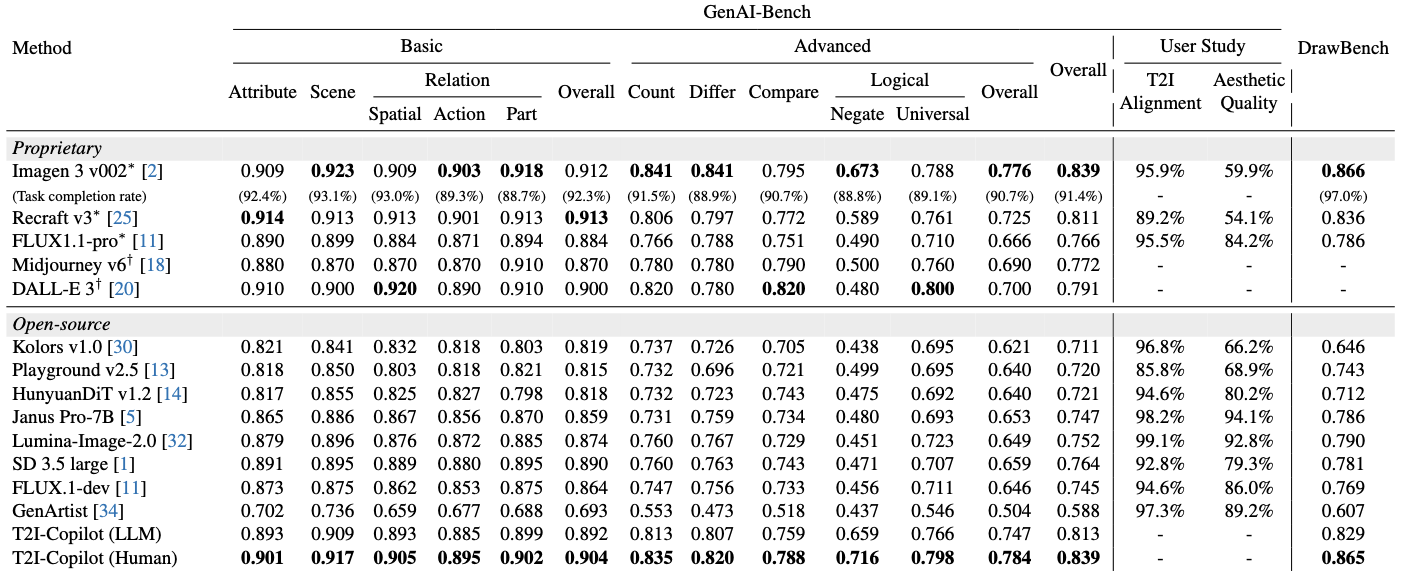 GenAI-Bench
Method Basic Advanced User Study DrawBench
Attribute Scene Relation Overall Count Differ Compare Logical Overall Overall T2I Alignment Aesthetic Quality
Spatial Action Part Negate Universal
Proprietary
Imagen 3 v002* [2] 0.909 0.923 0.909 0.903 0.918 0.912 0.841 0.841 0.795 0.673 0.788 0.776 0.839 95.9% 59.9% 0.866
(Task completion rate) (92.4%) (93.1%) (93.0%) (89.3%) (88.7%) (92.3%) (91.5%) (88.9%) (90.7%) (88.8%) (89.1%) (90.7%) (91.4%) - - (97.0%)
Recraft v3* [25] 0.914 0.913 0.913 0.901 0.913 0.913 0.806 0.797 0.772 0.589 0.761 0.725 0.811 89.2% 54.1% 0.836
FLUX1.1-pro* [11] 0.890 0.899 0.884 0.871 0.894 0.884 0.766 0.788 0.751 0.490 0.710 0.666 0.766 95.5% 84.2% 0.786
Midjourney v6† [18] 0.880 0.870 0.870 0.870 0.910 0.870 0.780 0.780 0.790 0.500 0.760 0.690 0.772 - - -
DALL-E 3† [20] 0.910 0.900 0.920 0.890 0.910 0.900 0.820 0.780 0.820 0.480 0.800 0.700 0.791 - - -
Open-source
Kolors v1.0 [30] 0.821 0.841 0.832 0.818 0.803 0.819 0.737 0.726 0.705 0.438 0.695 0.621 0.711 96.8% 66.2% 0.646
Playground v2.5 [13] 0.818 0.850 0.803 0.818 0.821 0.815 0.732 0.696 0.721 0.499 0.695 0.640 0.720 85.8% 68.9% 0.743
HunyuanDiT v1.2 [14] 0.817 0.855 0.825 0.827 0.798 0.818 0.732 0.723 0.743 0.475 0.692 0.640 0.721 94.6% 80.2% 0.712
Janus Pro-7B [5] 0.865 0.886 0.867 0.856 0.870 0.859 0.731 0.759 0.734 0.480 0.693 0.653 0.747 98.2% 94.1% 0.786
Lumina-Image-2.0 [32] 0.879 0.896 0.876 0.872 0.885 0.874 0.760 0.767 0.729 0.451 0.723 0.649 0.752 99.1% 92.8% 0.790
SD 3.5 large [1] 0.891 0.895 0.889 0.880 0.895 0.890 0.760 0.763 0.743 0.471 0.707 0.659 0.764 92.8% 79.3% 0.781
FLUX.1-dev [11] 0.873 0.875 0.862 0.853 0.875 0.864 0.747 0.756 0.733 0.456 0.711 0.646 0.745 94.6% 86.0% 0.769
GenArtist [34] 0.702 0.736 0.659 0.677 0.688 0.693 0.553 0.473 0.518 0.437 0.546 0.504 0.588 97.3% 89.2% 0.607
T2I-Copilot (LLM) 0.893 0.909 0.893 0.885 0.899 0.892 0.813 0.807 0.759 0.659 0.766 0.747 0.813 - - 0.829
T2I-Copilot (Human) 0.901 0.917 0.905 0.895 0.902 0.904 0.835 0.820 0.788 0.716 0.798 0.784 0.839 - - 0.865